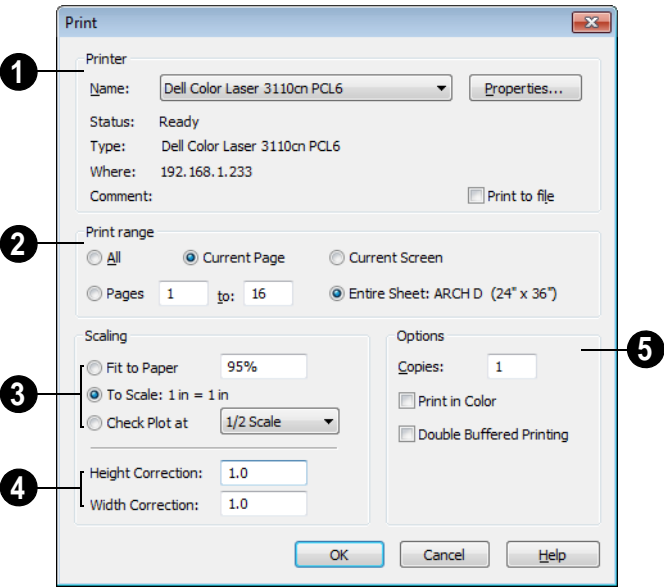 Print
1
Printer
Name: Dell Color Laser 3110cn PCL6 Properties...
Status: Ready
Type: Dell Color Laser 3110cn PCL6
Where: 192.168.1.233
Comment: Print to file
2
Print range
All Current Page Current Screen
Pages 1 to: 16 Entire Sheet: ARCH D (24" x 36")
Scaling Options
5
Fit to Paper 95% Copies: 1
3
To Scale: 1 in = 1 in Print in Color
Check Plot at 1/2 Scale Double Buffered Printing
4
Height Correction: 1.0
Width Correction: 1.0
OK Cancel Help